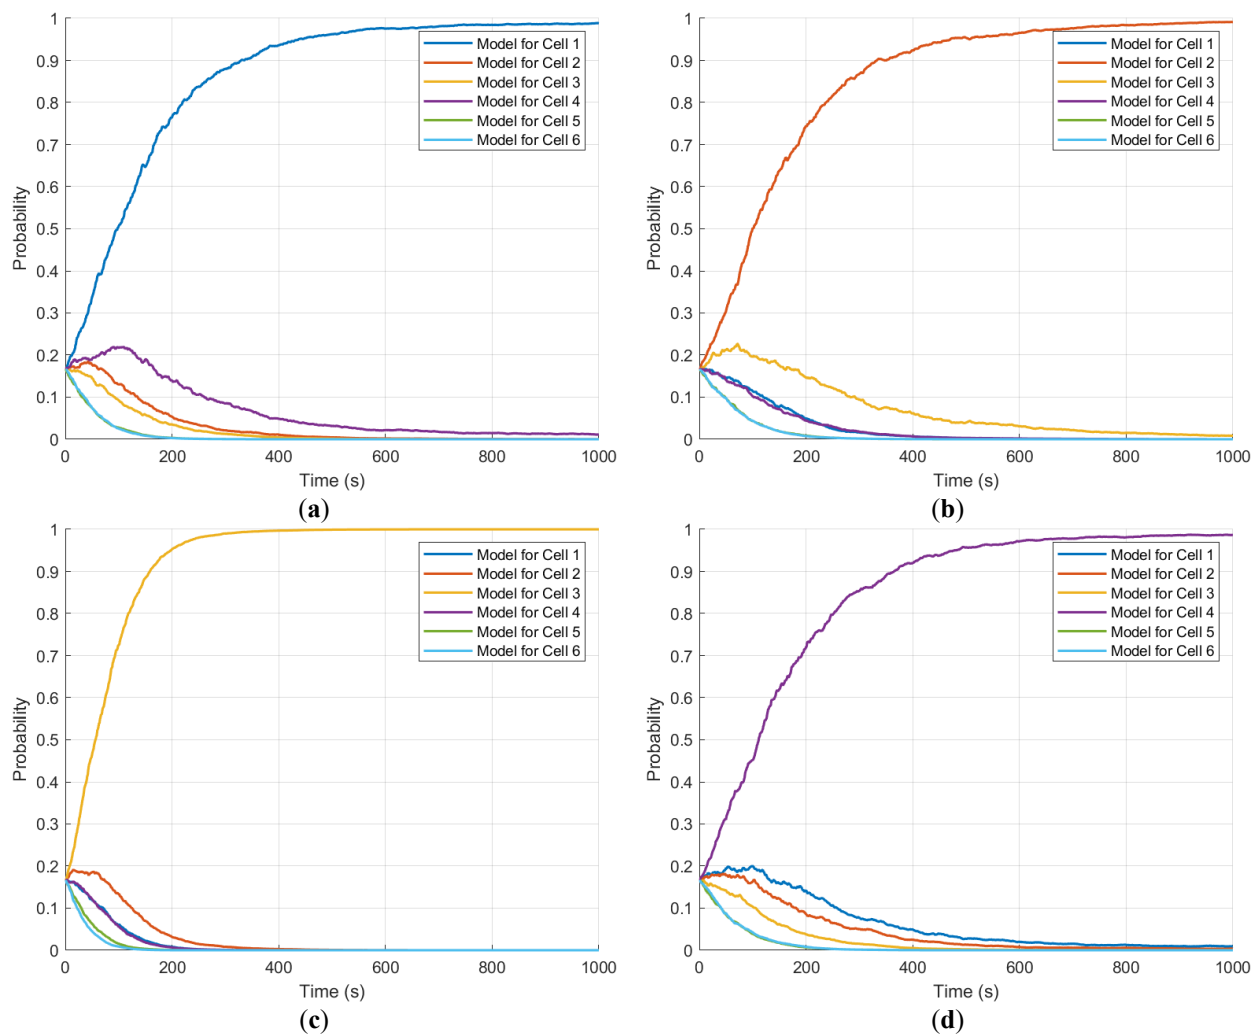 1
0.9
0.8
0.7
0.6
0.5
0.4
0.3
0.2
0.1
0
Probability
0 200 400 600 800 1000
Time (s)
Model for Cell 1
Model for Cell 2
Model for Cell 3
Model for Cell 4
Model for Cell 5
Model for Cell 6
(a)
1
0.9
0.8
0.7
0.6
0.5
0.4
0.3
0.2
0.1
0
Probability
0 200 400 600 800 1000
Time (s)
Model for Cell 1
Model for Cell 2
Model for Cell 3
Model for Cell 4
Model for Cell 5
Model for Cell 6
(b)
1
0.9
0.8
0.7
0.6
0.5
0.4
0.3
0.2
0.1
0
Probability
0 200 400 600 800 1000
Time (s)
Model for Cell 1
Model for Cell 2
Model for Cell 3
Model for Cell 4
Model for Cell 5
Model for Cell 6
(c)
1
0.9
0.8
0.7
0.6
0.5
0.4
0.3
0.2
0.1
0
Probability
0 200 400 600 800 1000
Time (s)
Model for Cell 1
Model for Cell 2
Model for Cell 3
Model for Cell 4
Model for Cell 5
Model for Cell 6
(d)